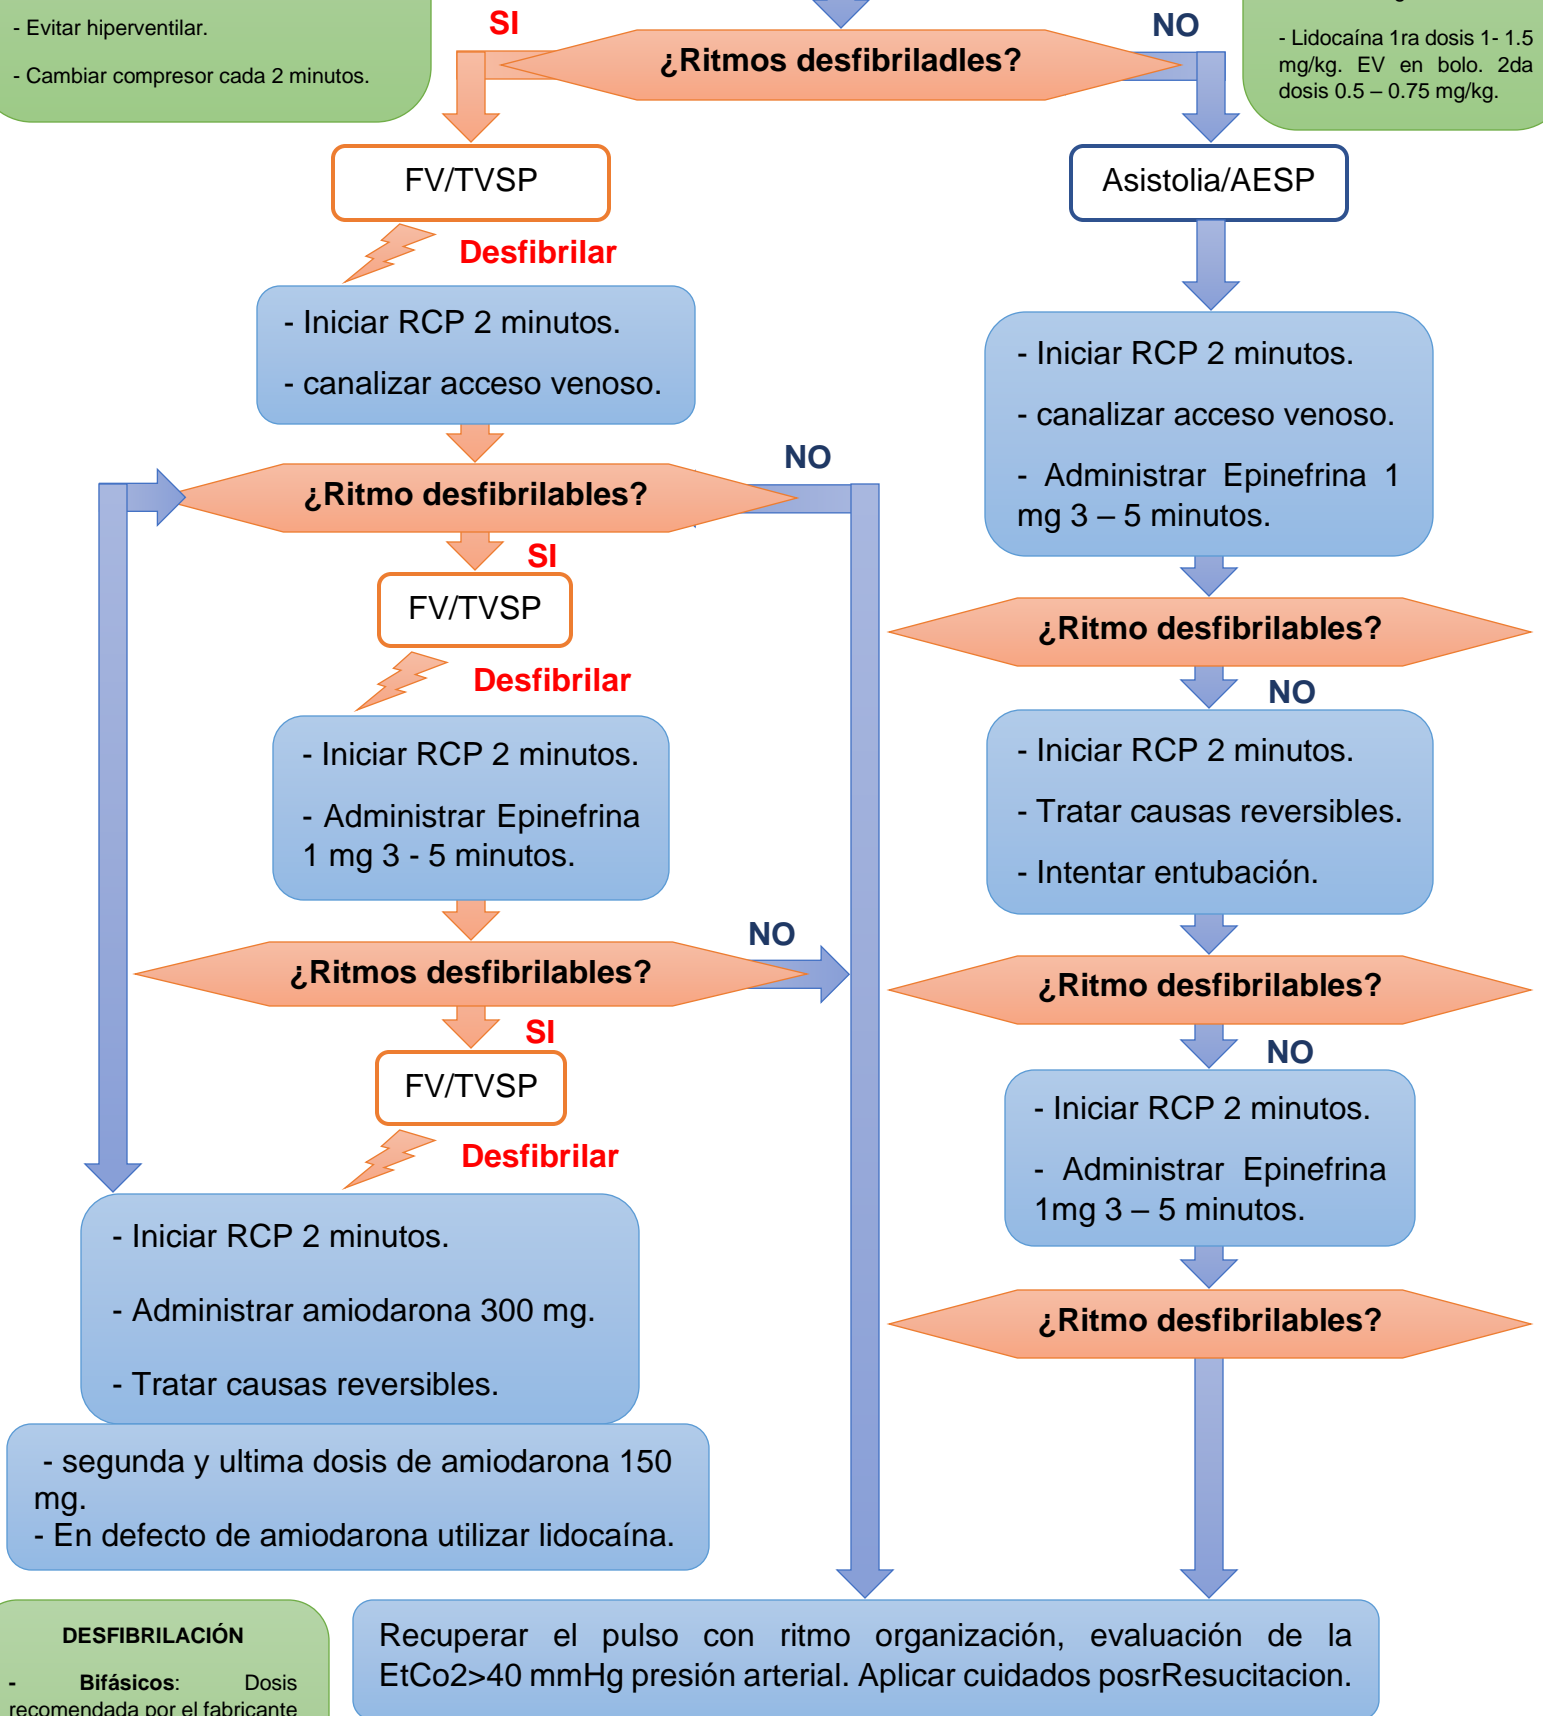 - Evitar hiperventilar.
- Cambiar compresor cada 2 minutos.
SI
¿Ritmos desfibriladles?
NO
- Lidocaína 1ra dosis 1- 1.5
mg/kg. EV en bolo. 2da
dosis 0.5 – 0.75 mg/kg.
FV/TVSP
Asistolia/AESP
Desfibrilar
- Iniciar RCP 2 minutos.
- canalizar acceso venoso.
- Iniciar RCP 2 minutos.
- canalizar acceso venoso.
- Administrar Epinefrina 1
mg 3 – 5 minutos.
¿Ritmo desfibrilables?
NO
SI
FV/TVSP
Desfibrilar
¿Ritmo desfibrilables?
NO
- Iniciar RCP 2 minutos.
- Administrar Epinefrina
1 mg 3 - 5 minutos.
- Iniciar RCP 2 minutos.
- Tratar causas reversibles.
- Intentar entubación.
¿Ritmos desfibrilables?
NO
SI
FV/TVSP
Desfibrilar
¿Ritmo desfibrilables?
NO
- Iniciar RCP 2 minutos.
- Administrar Epinefrina
1mg 3 – 5 minutos.
- Iniciar RCP 2 minutos.
- Administrar amiodarona 300 mg.
- Tratar causas reversibles.
¿Ritmo desfibrilables?
- segunda y ultima dosis de amiodarona 150
mg.
- En defecto de amiodarona utilizar lidocaína.
DESFIBRILACIÓN
- Bifásicos: Dosis
recomendada por el fabricante
Recuperar el pulso con ritmo organización, evaluación de la
EtCo2>40 mmHg presión arterial. Aplicar cuidados posrResucitacion.